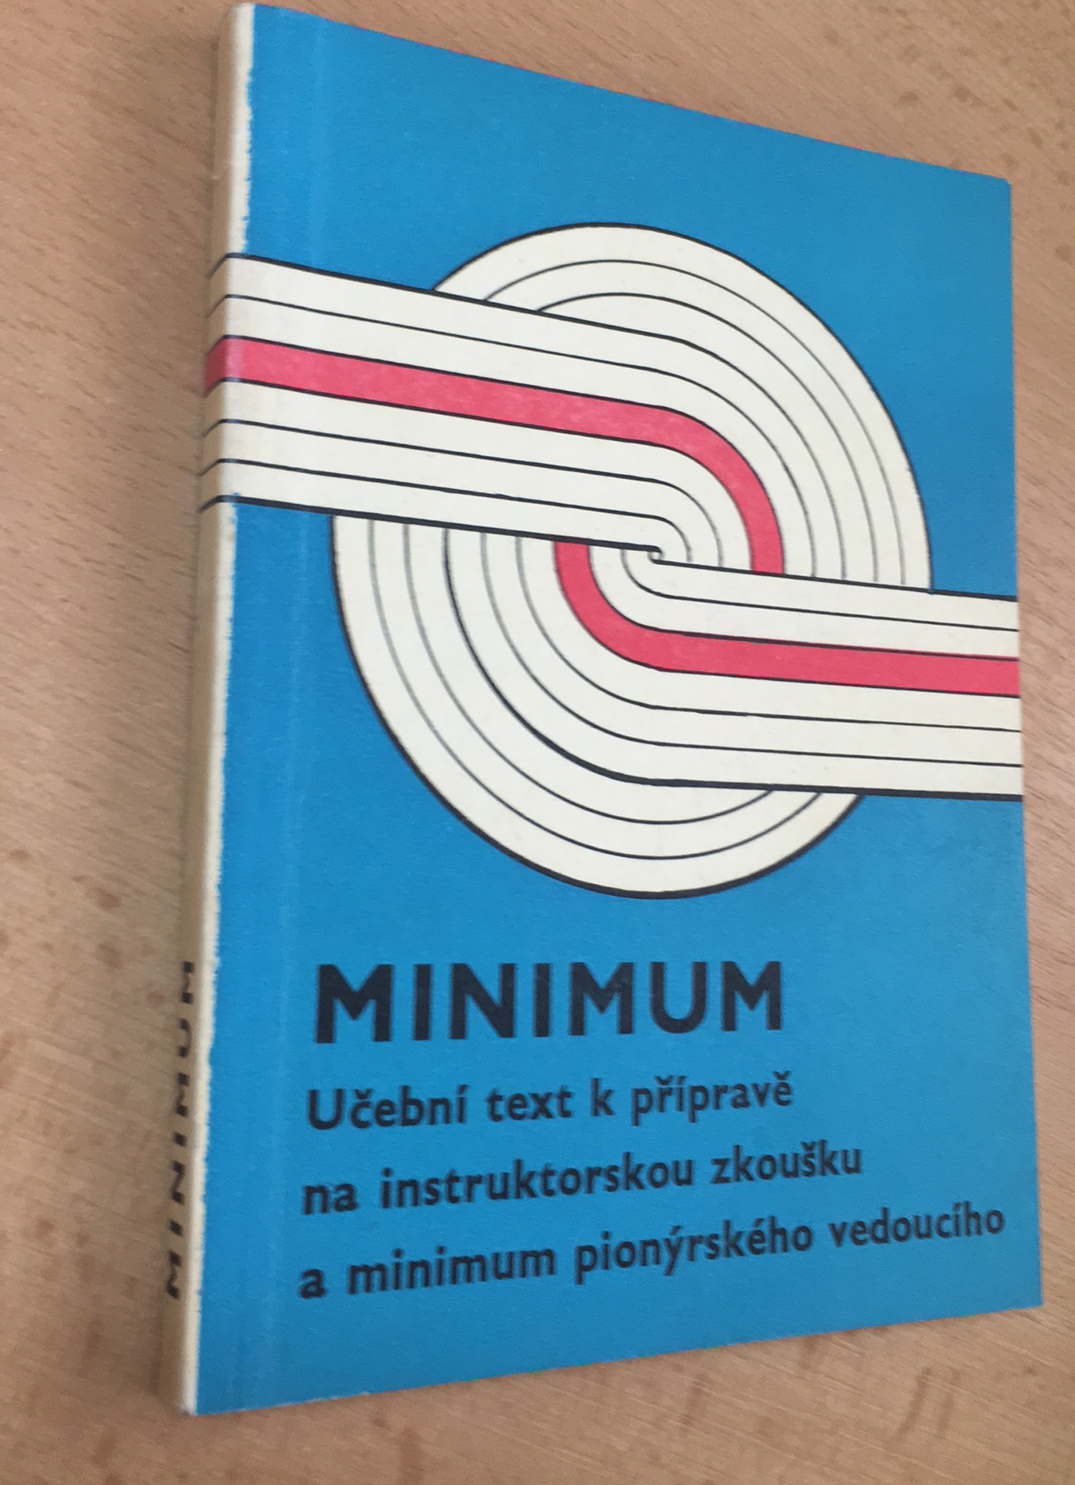 MINIMUM
Učební text k přípravě
na instruktorskou zkoušku
a minimum pionýrského vedoucího
MINIMUM